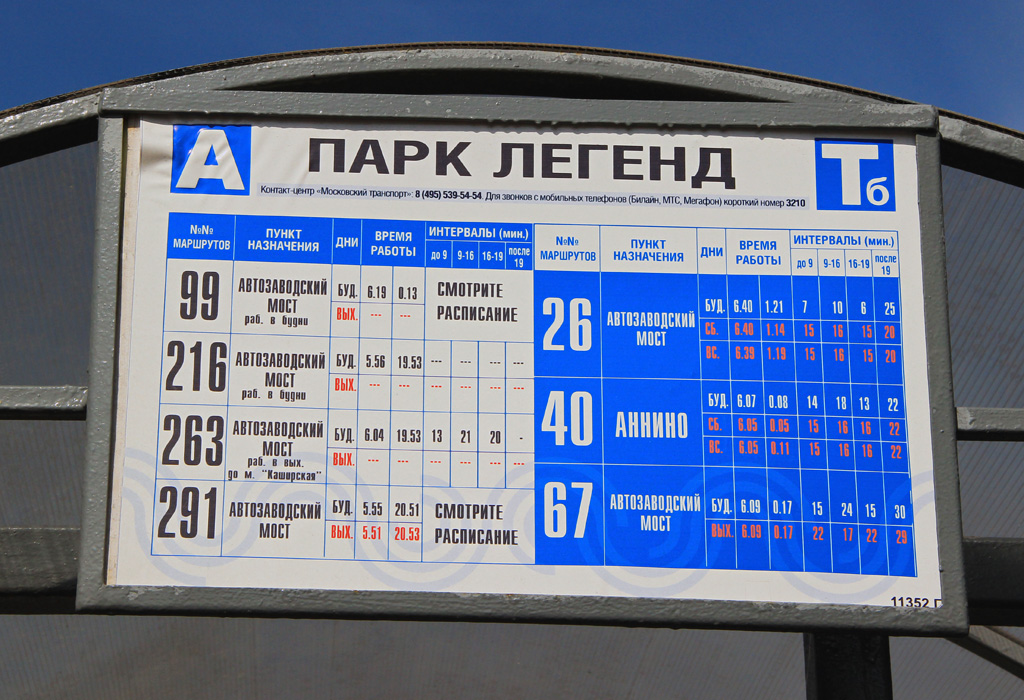 А ПАРК ЛЕГЕНД Тб
Контакт-центр «Московский транспорт»: 8 (495) 539-54-54. Для звонков с мобильных телефонов (Билайн, МТС, Мегафон) короткий номер 3210
№№ МАРШРУТОВ ПУНКТ НАЗНАЧЕНИЯ ДНИ ВРЕМЯ РАБОТЫ ИНТЕРВАЛЫ (мин.)
до 9 9-16 16-19 после 19
99 АВТОЗАВОДСКИЙ МОСТ БУД. 6.19 0.13 СМОТРИТЕ РАСПИСАНИЕ
раб. в будни ВЫХ. --- ---
216 АВТОЗАВОДСКИЙ МОСТ БУД. 5.56 19.53 --- --- --- ---
раб. в будни ВЫХ. --- --- --- --- --- ---
263 АВТОЗАВОДСКИЙ МОСТ БУД. 6.04 19.53 13 21 20 -
раб. в вых. ВЫХ. --- --- --- --- --- ---
до м. "Каширская"
291 АВТОЗАВОДСКИЙ МОСТ БУД. 5.55 20.51 СМОТРИТЕ РАСПИСАНИЕ
ВЫХ. 5.51 20.53
№№ МАРШРУТОВ ПУНКТ НАЗНАЧЕНИЯ ДНИ ВРЕМЯ РАБОТЫ ИНТЕРВАЛЫ (мин.)
до 9 9-16 16-19 после 19
26 АВТОЗАВОДСКИЙ МОСТ БУД. 6.40 1.21 7 10 6 25
СБ. 6.40 1.14 15 16 15 20
ВС. 6.39 1.19 15 16 15 20
40 АННИНО БУД. 6.07 0.08 14 18 13 22
СБ. 6.05 0.05 15 16 16 22
ВС. 6.05 0.11 15 16 16 22
67 АВТОЗАВОДСКИЙ МОСТ БУД. 6.09 0.17 15 24 15 30
ВЫХ. 6.09 0.17 22 17 22 29
11352 Г